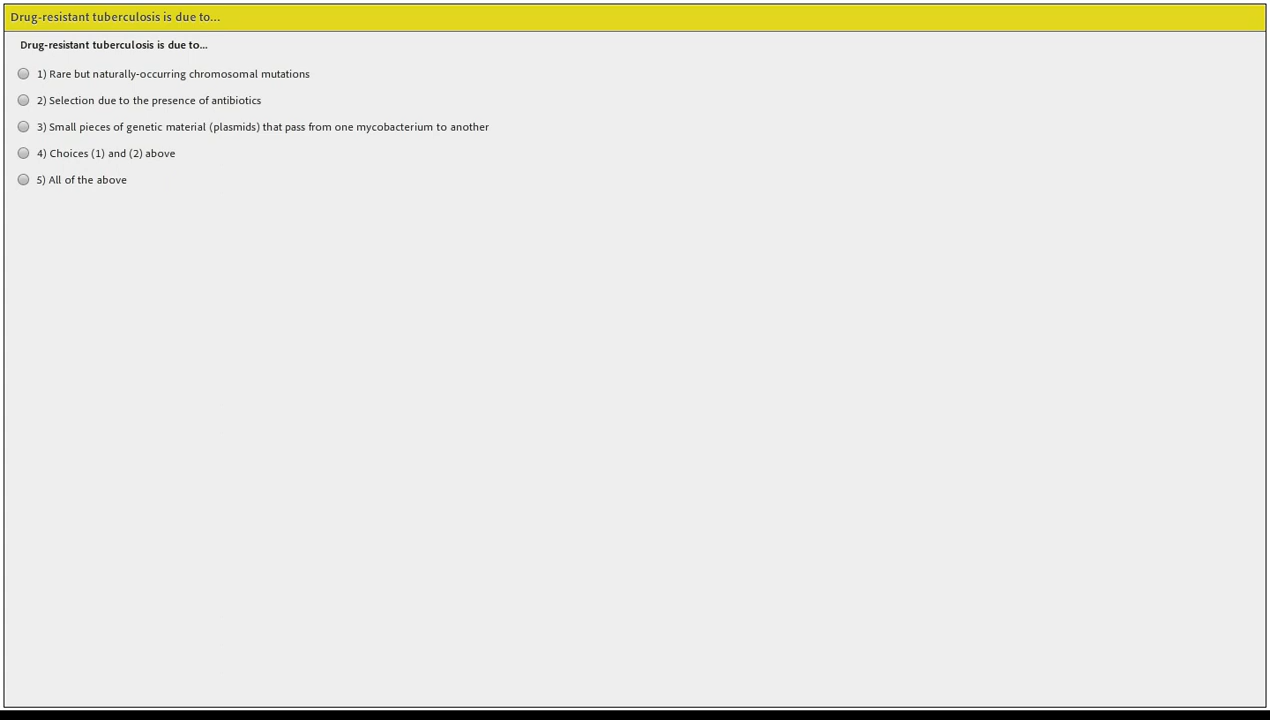 Drug-resistant tuberculosis is due to...
Drug-resistant tuberculosis is due to...
1) Rare but naturally-occurring chromosomal mutations
2) Selection due to the presence of antibiotics
3) Small pieces of genetic material (plasmids) that pass from one mycobacterium to another
4) Choices (1) and (2) above
5) All of the above